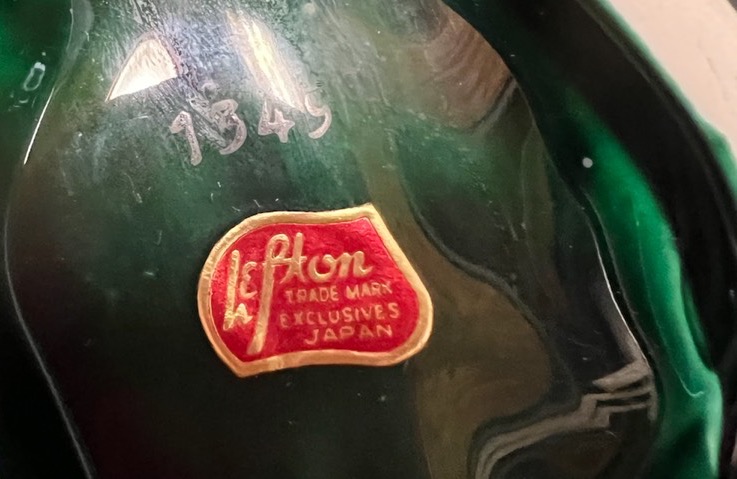 1349
Lefton
TRADE MARK
EXCLUSIVES
JAPAN